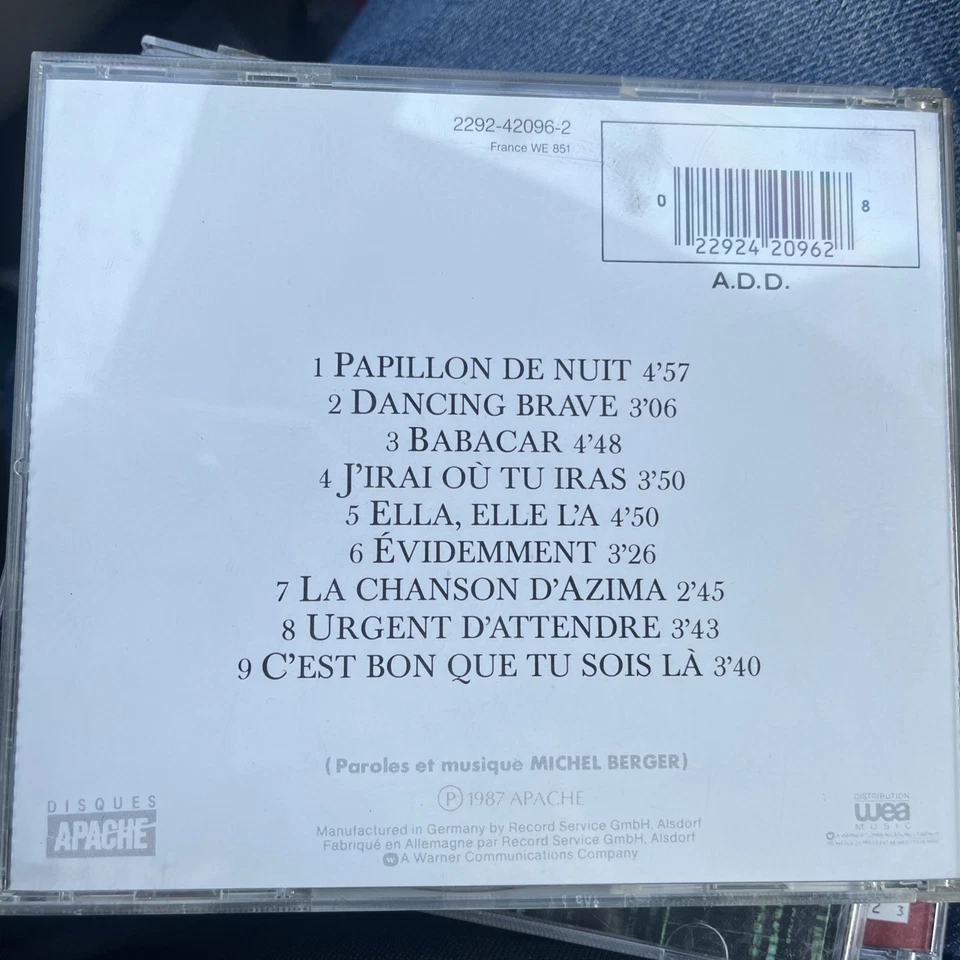 2292-42096-2
France WE 851
0 22924 20962 8
A.D.D.
1 PAPILLON DE NUIT 4'57
2 DANCING BRAVE 3'06
3 BABACAR 4'48
4 J'IRAI OÙ TU IRAS 3'50
5 ELLA, ELLE L'A 4'50
6 ÉVIDEMMENT 3'26
7 LA CHANSON D'AZIMA 2'45
8 URGENT D'ATTENDRE 3'43
9 C'EST BON QUE TU SOIS LÀ 3'40
(Paroles et musique MICHEL BERGER)
Ⓟ 1987 APACHE
DISQUES
APACHE
Manufactured in Germany by Record Service GmbH, Alsdorf
Fabriqué en Allemagne par Record Service GmbH, Alsdorf
A Warner Communications Company
DISTRIBUTION
wea
MUSIC
2 3